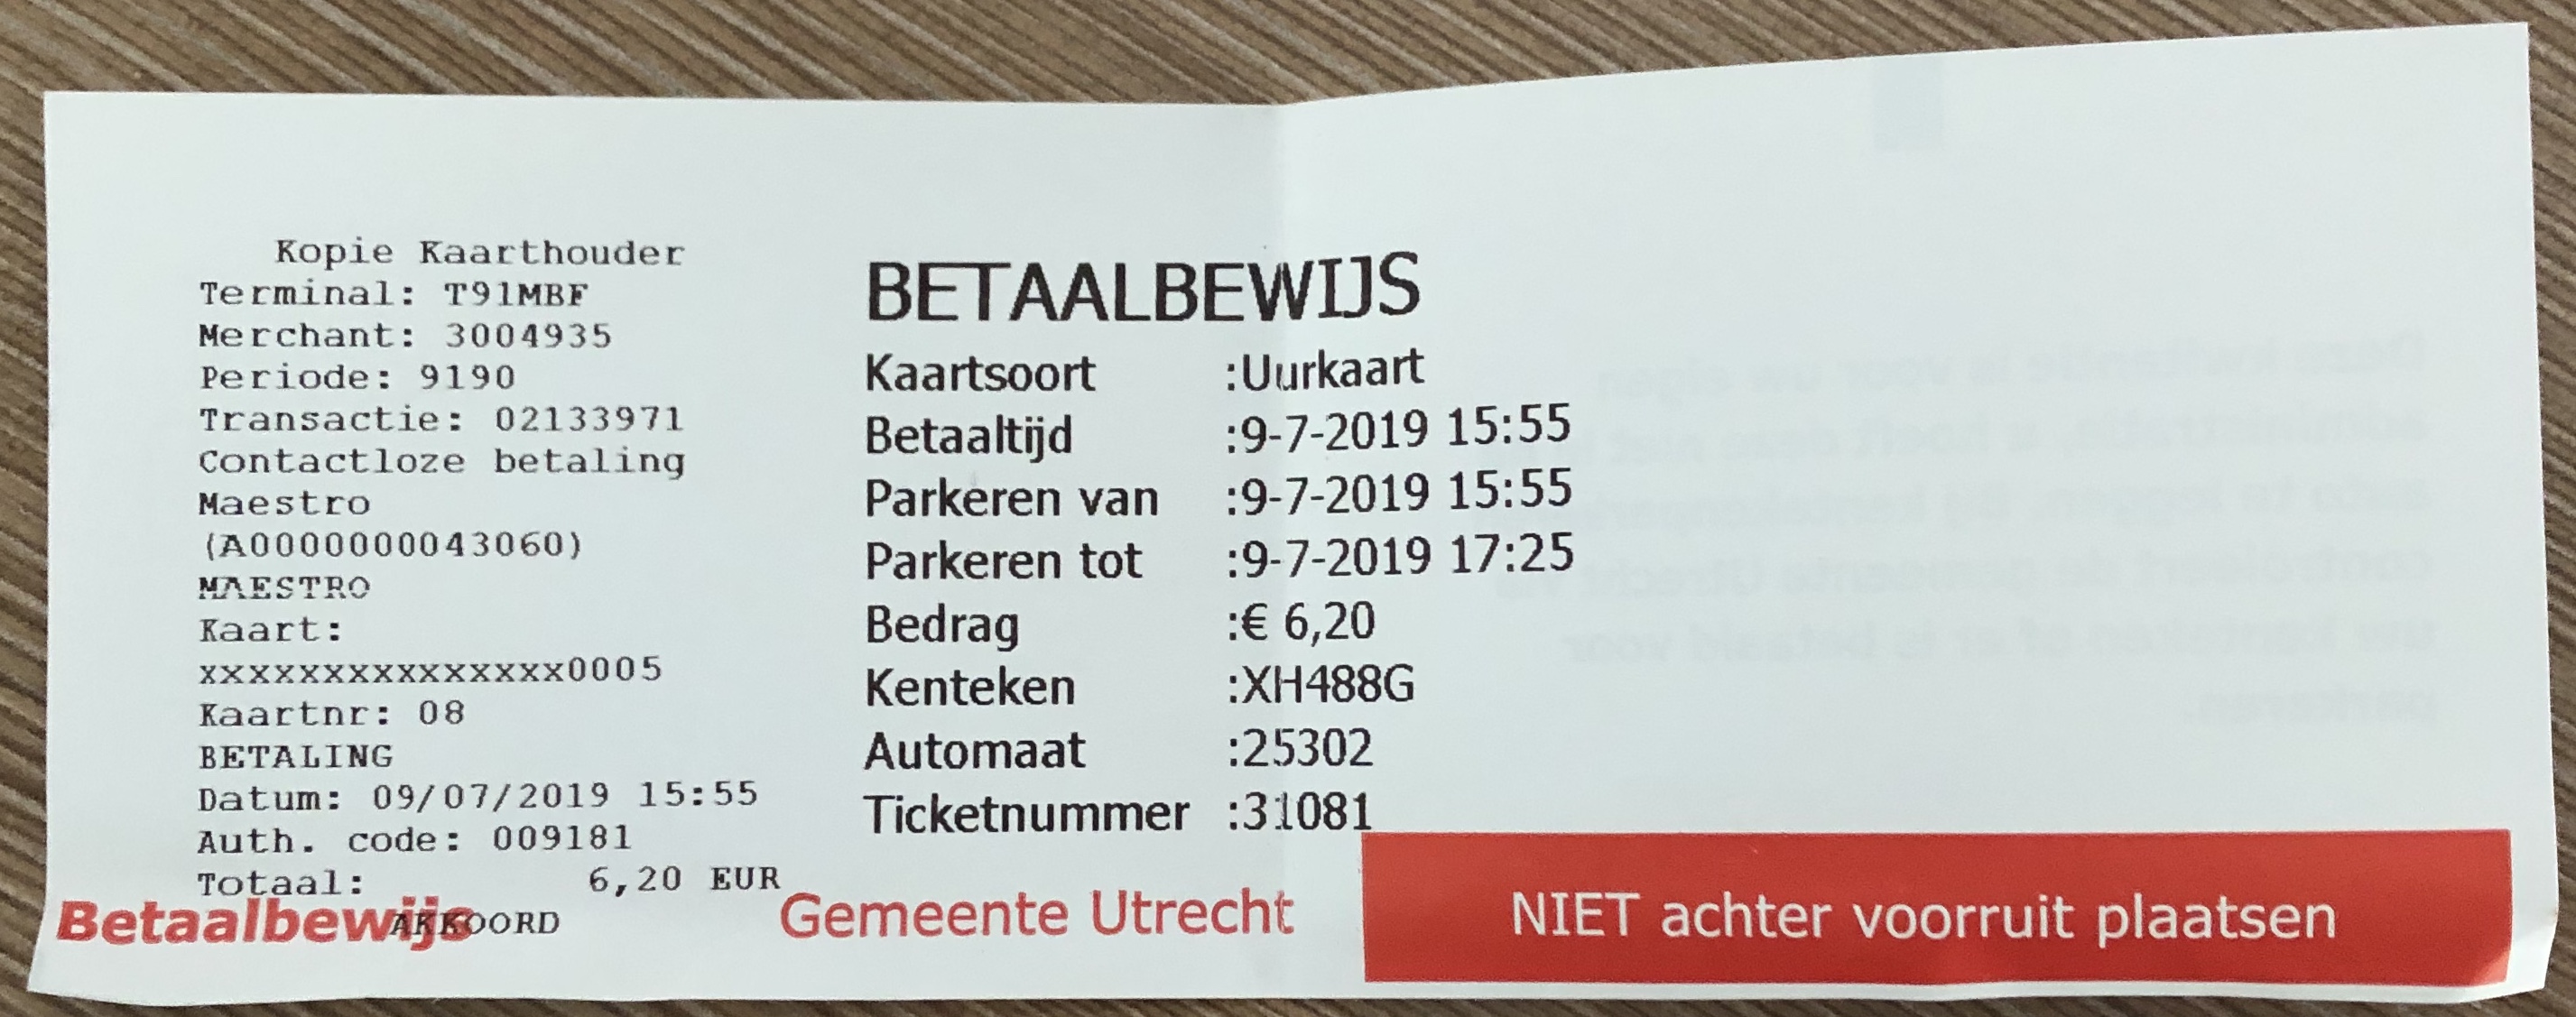 Kopie Kaarthouder
Terminal: T91MBF
Merchant: 3004935
Periode: 9190
Transactie: 02133971
Contactloze betaling
Maestro
(A0000000043060)
MAESTRO
Kaart:
xxxxxxxxxxxxxxx0005
Kaartnr: 08
BETALING
Datum: 09/07/2019 15:55
Auth. code: 009181
Totaal: 6,20 EUR
AKKOORD
Betaalbewijs
BETAALBEWIJS
Kaartsoort :Uurkaart
Betaaltijd :9-7-2019 15:55
Parkeren van :9-7-2019 15:55
Parkeren tot :9-7-2019 17:25
Bedrag :€ 6,20
Kenteken :XH488G
Automaat :25302
Ticketnummer :31081
Gemeente Utrecht
NIET achter voorruit plaatsen